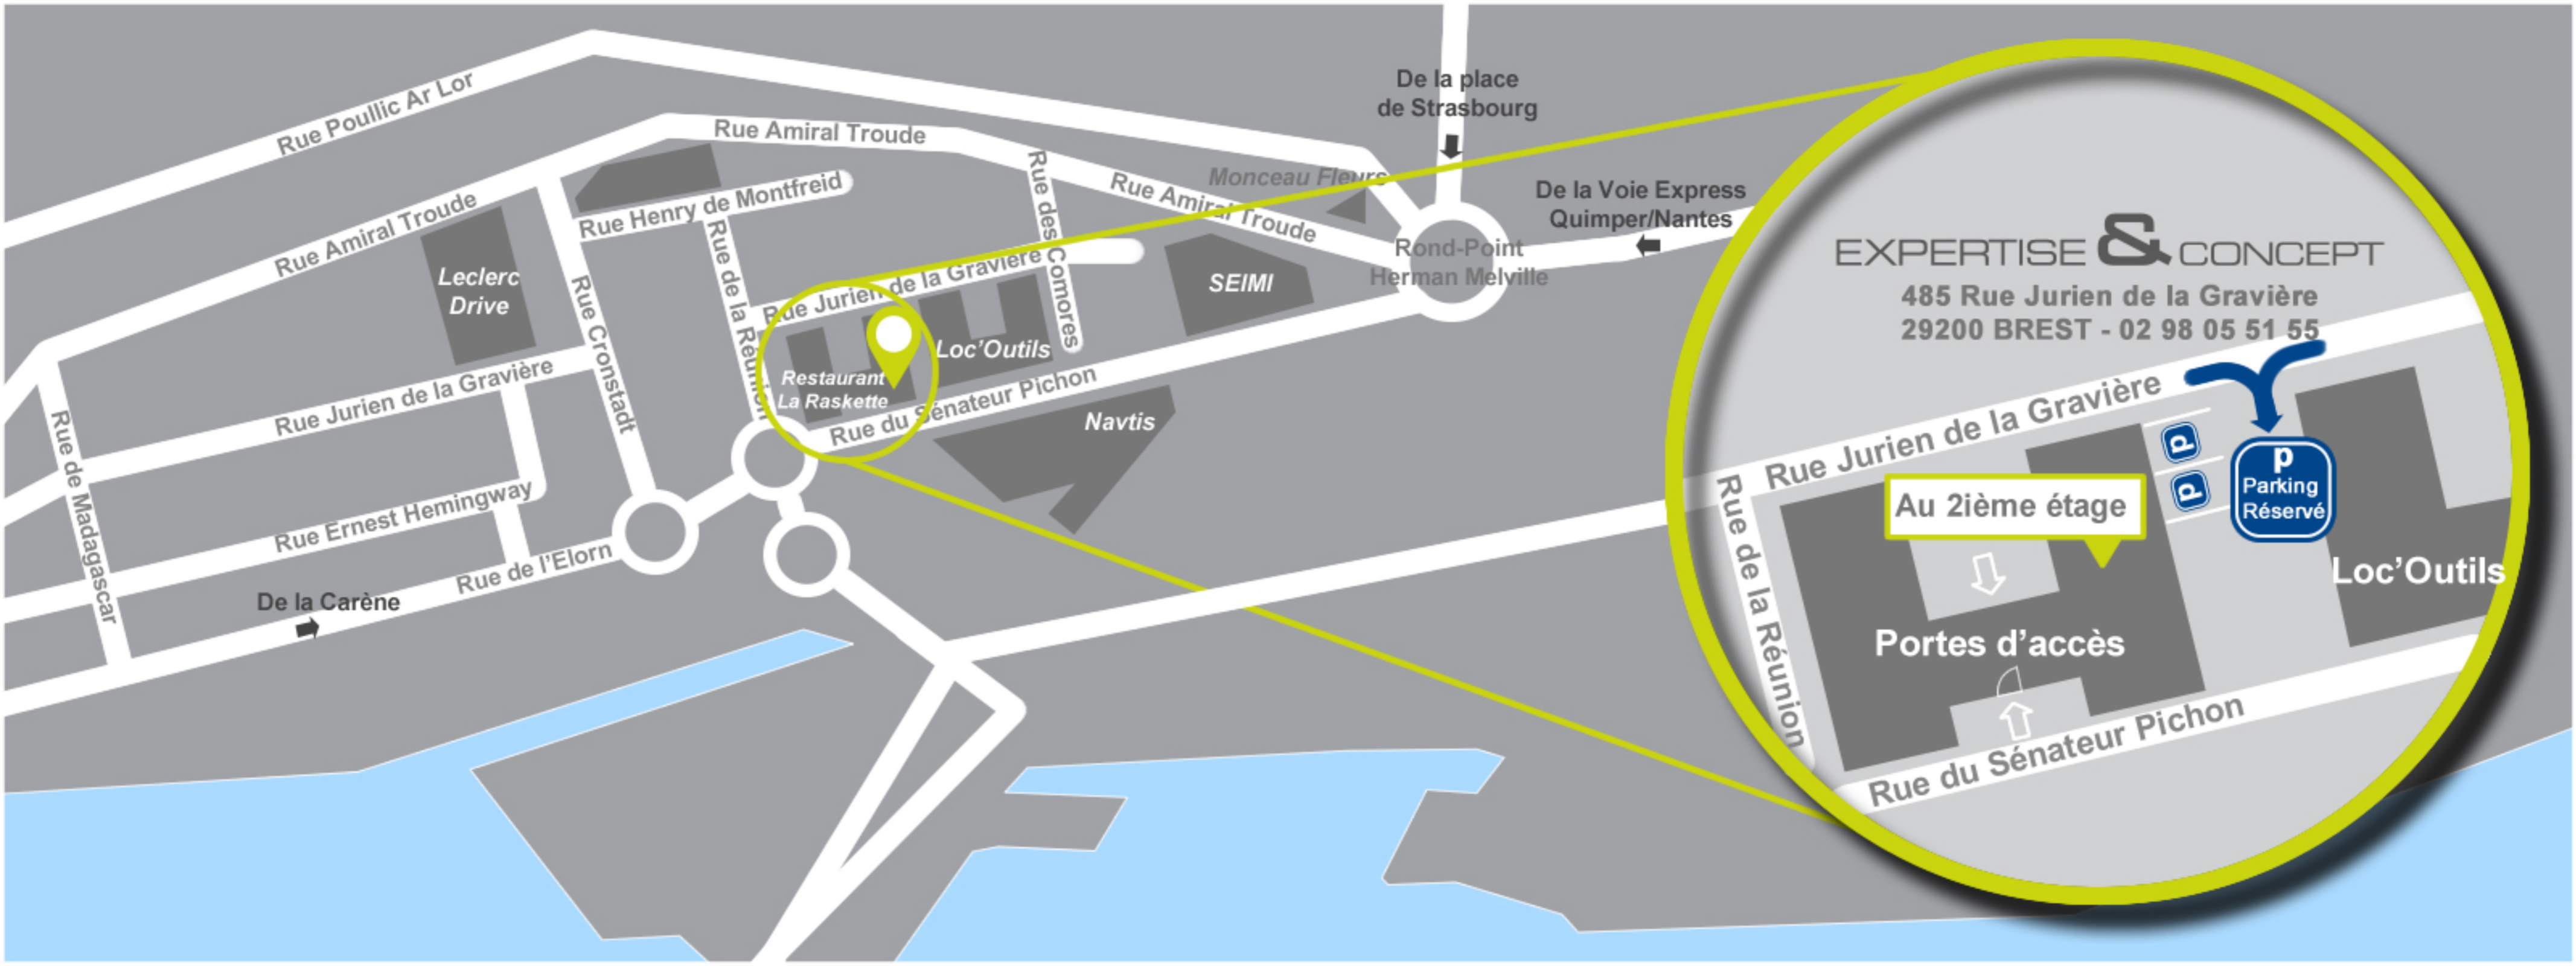 Rue Poullic Ar Lor
Rue Amiral Troude
Rue Amiral Troude
Rue Amiral Troude
Rue Henry de Montfreid
Rue des Comores
Monceau Fleurs
De la place
de Strasbourg
De la Voie Express
Quimper/Nantes
Rond-Point
Herman Melville
Leclerc
Drive
Rue Cronstadt
Rue de la Réunion
Rue Jurien de la Gravière
SEIMI
Loc'Outils
Restaurant
La Raskette
Rue du Sénateur Pichon
Navtis
Rue Jurien de la Gravière
Rue de Madagascar
Rue Ernest Hemingway
Rue de l'Elorn
De la Carène
EXPERTISE & CONCEPT
485 Rue Jurien de la Gravière
29200 BREST - 02 98 05 51 55
Rue Jurien de la Gravière
Rue de la Réunion
Au 2ième étage
p
p
p
Parking
Réservé
Loc'Outils
Portes d'accès
Rue du Sénateur Pichon